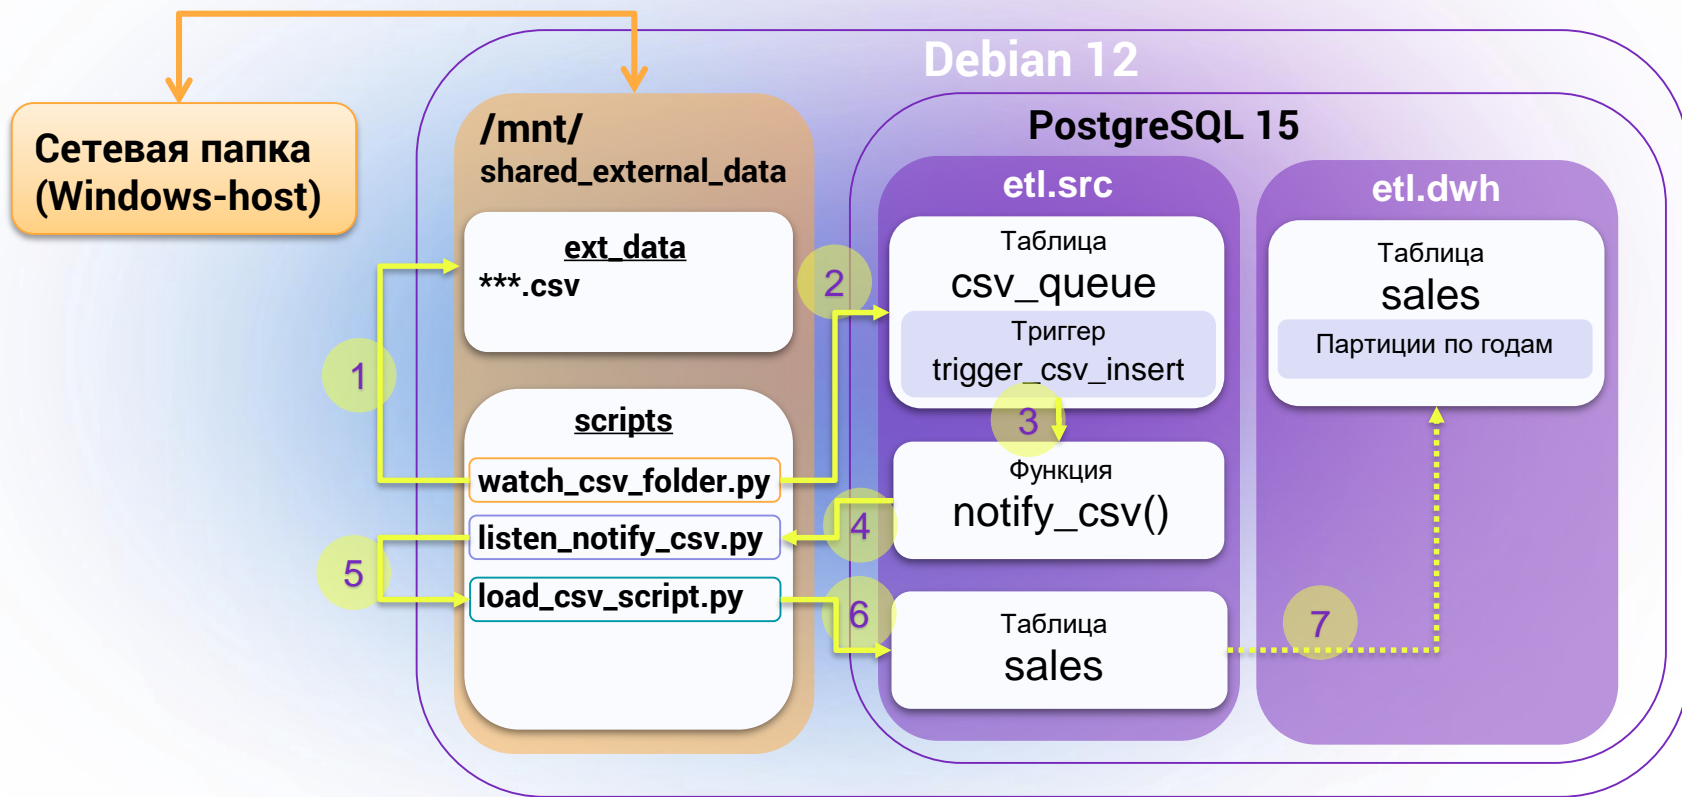 Debian 12
Сетевая папка
(Windows-host)
/mnt/
shared_external_data
ext_data
***.csv
scripts
watch_csv_folder.py
listen_notify_csv.py
load_csv_script.py
PostgreSQL 15
etl.src
Таблица
csv_queue
Триггер
trigger_csv_insert
Функция
notify_csv()
Таблица
sales
etl.dwh
Таблица
sales
Партиции по годам
1
2
3
4
5
6
7